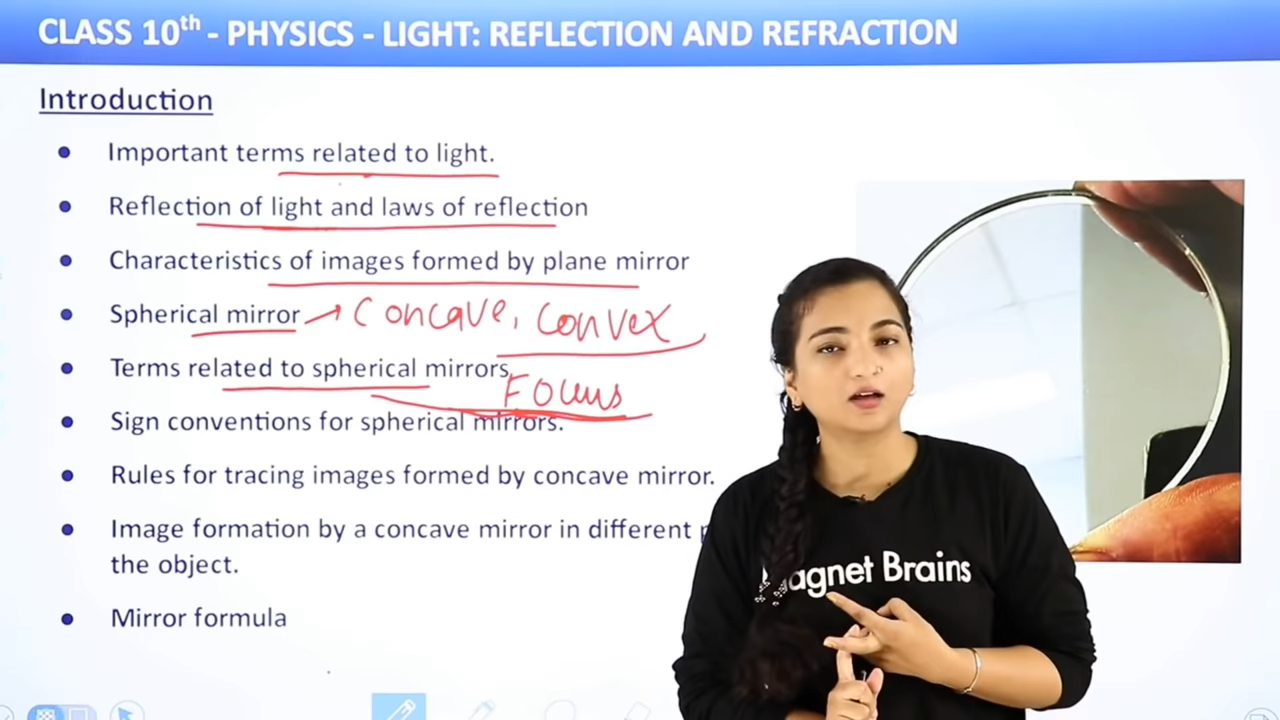 CLASS 10th - PHYSICS - LIGHT: REFLECTION AND REFRACTION
Introduction
Important terms related to light.
Reflection of light and laws of reflection
Characteristics of images formed by plane mirror
Spherical mirror → Concave, convex
Terms related to spherical mirrors
Focus
Sign conventions for spherical mirrors.
Rules for tracing images formed by concave mirror.
Image formation by a concave mirror in different
the object.
Mirror formula
Magnet Brains